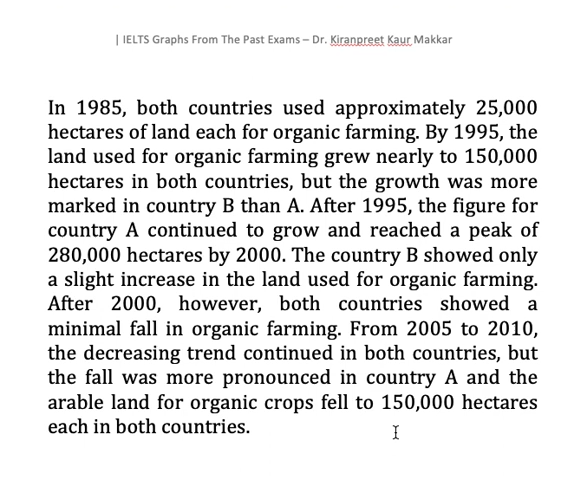 | IELTS Graphs From The Past Exams – Dr. Kiranpreet Kaur Makkar
In 1985, both countries used approximately 25,000
hectares of land each for organic farming. By 1995, the
land used for organic farming grew nearly to 150,000
hectares in both countries, but the growth was more
marked in country B than A. After 1995, the figure for
country A continued to grow and reached a peak of
280,000 hectares by 2000. The country B showed only
a slight increase in the land used for organic farming.
After 2000, however, both countries showed a
minimal fall in organic farming. From 2005 to 2010,
the decreasing trend continued in both countries, but
the fall was more pronounced in country A and the
arable land for organic crops fell to 150,000 hectares
each in both countries.